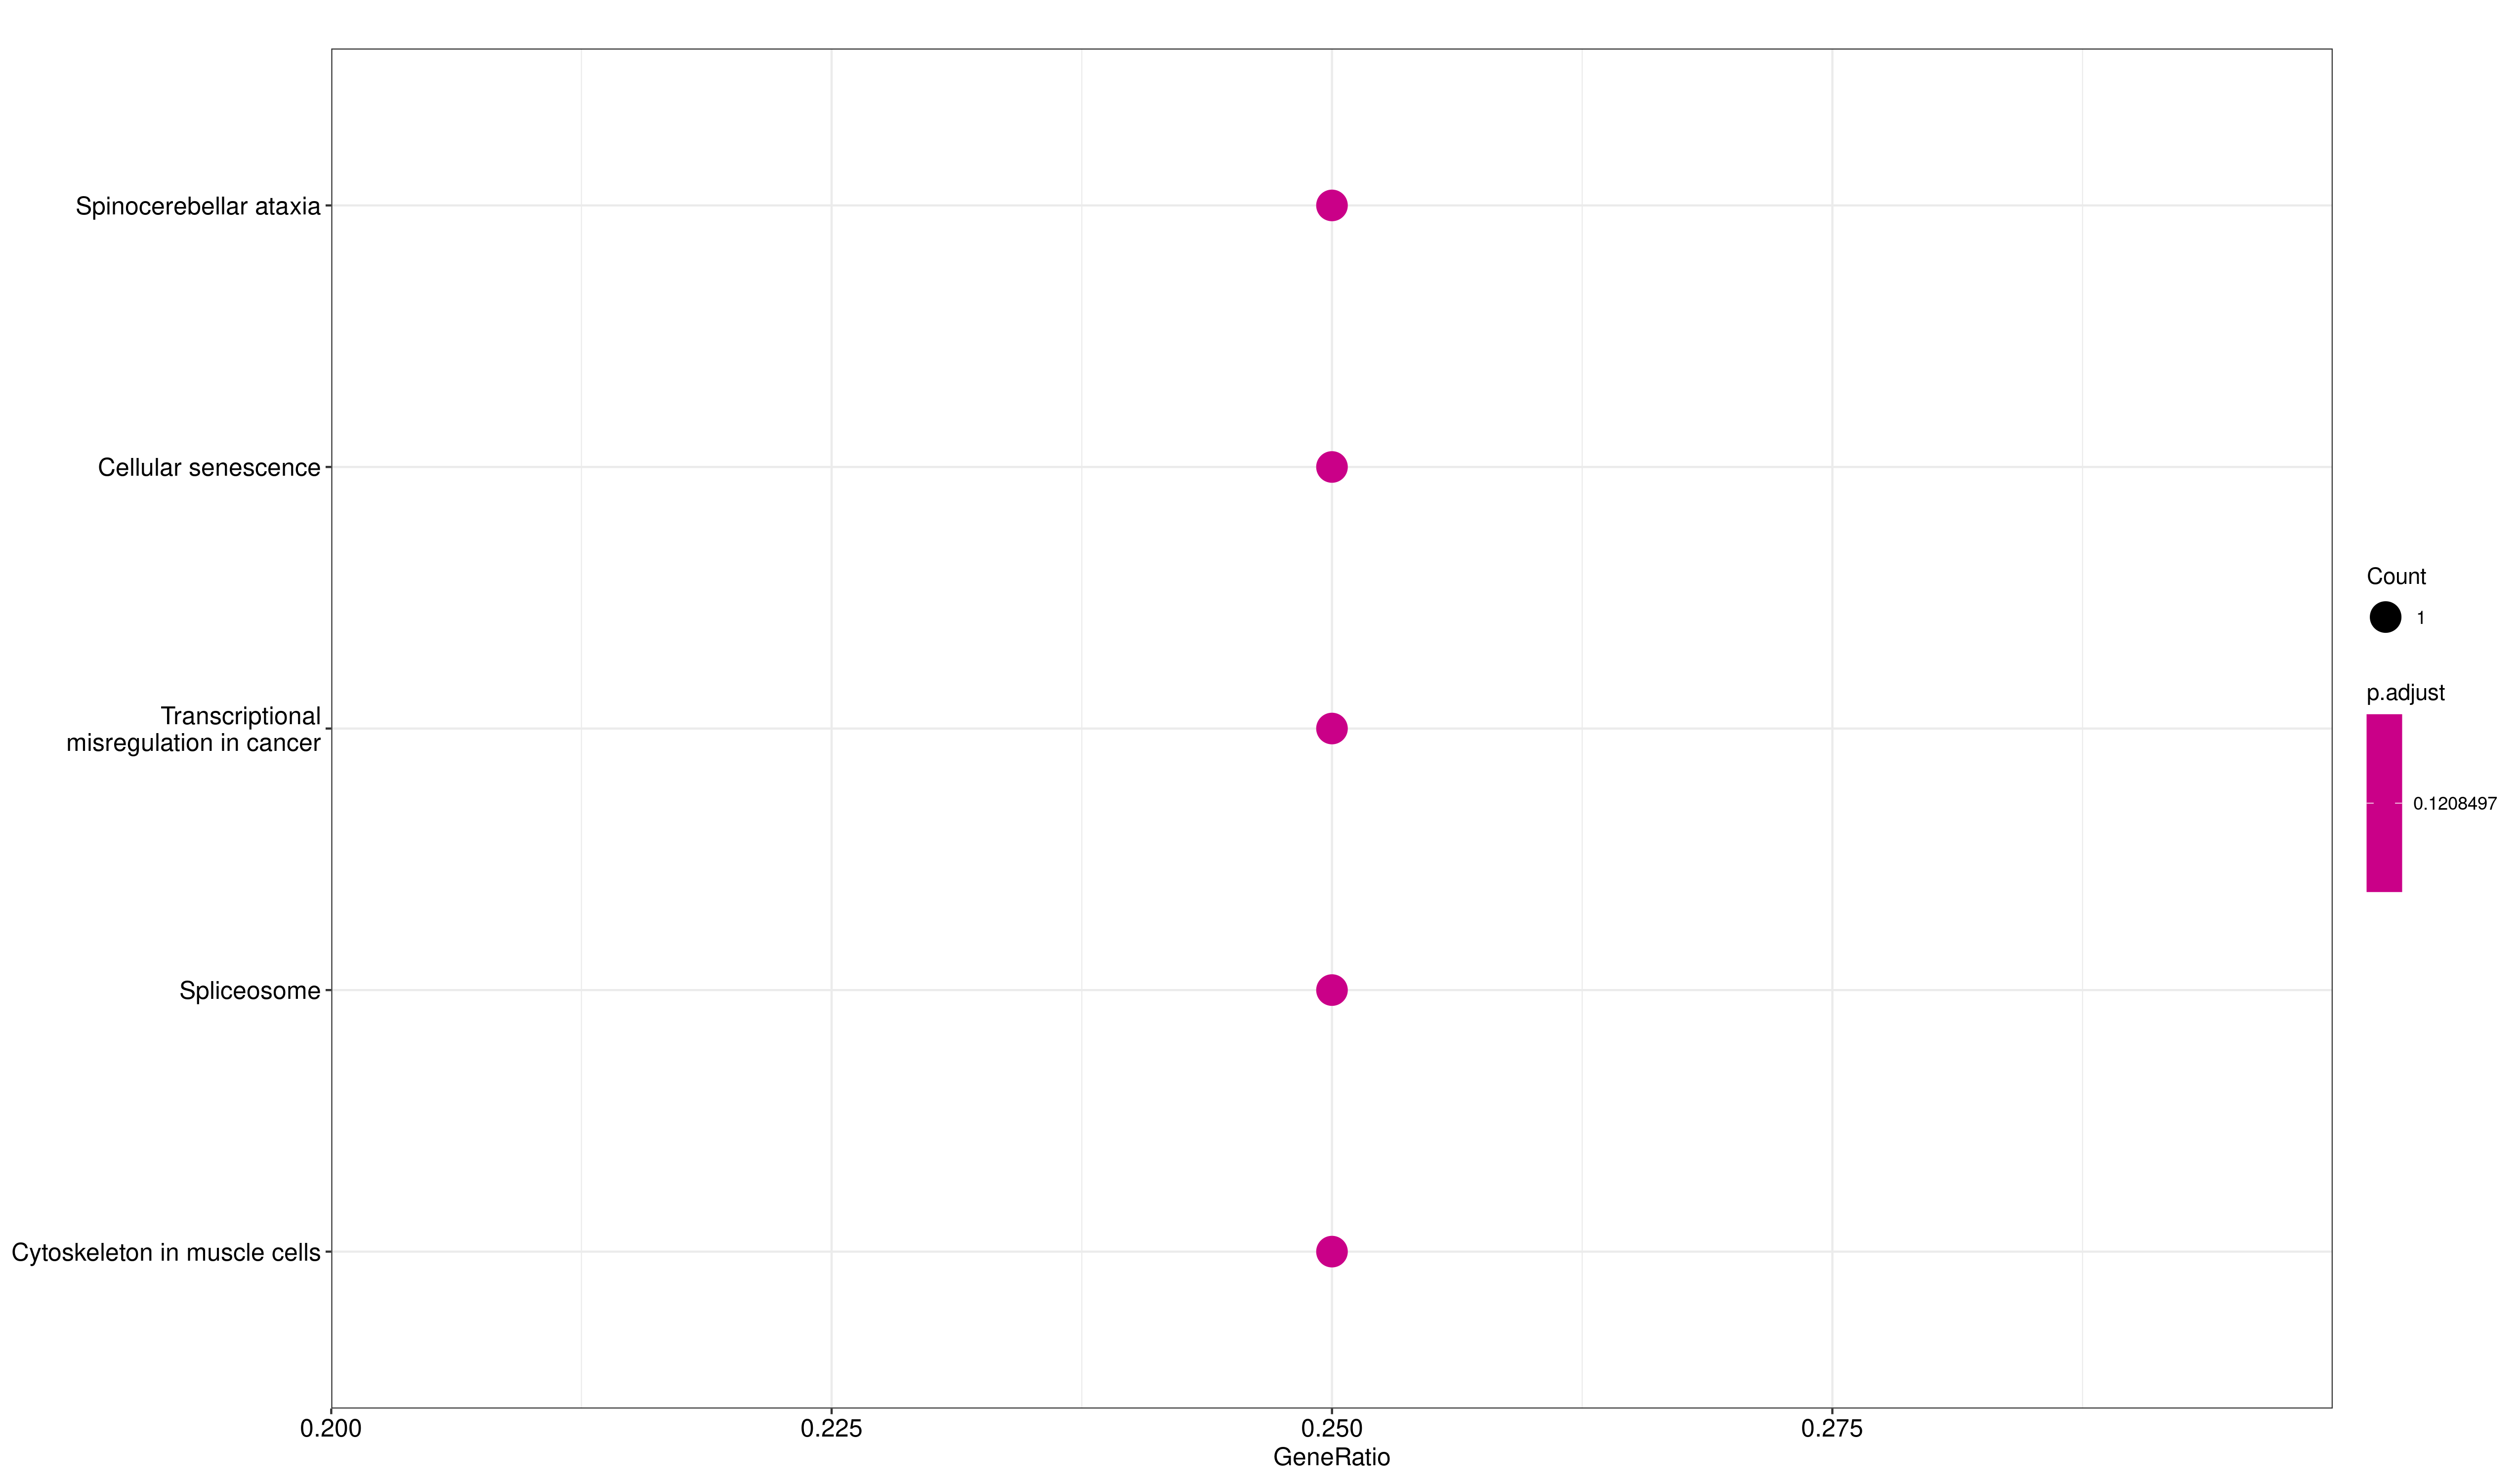 Spinocerebellar ataxia
Cellular senescence
Transcriptional
misregulation in cancer
Spliceosome
Cytoskeleton in muscle cells
0.200
0.225
0.250
0.275
GeneRatio
Count
1
p.adjust
0.1208497